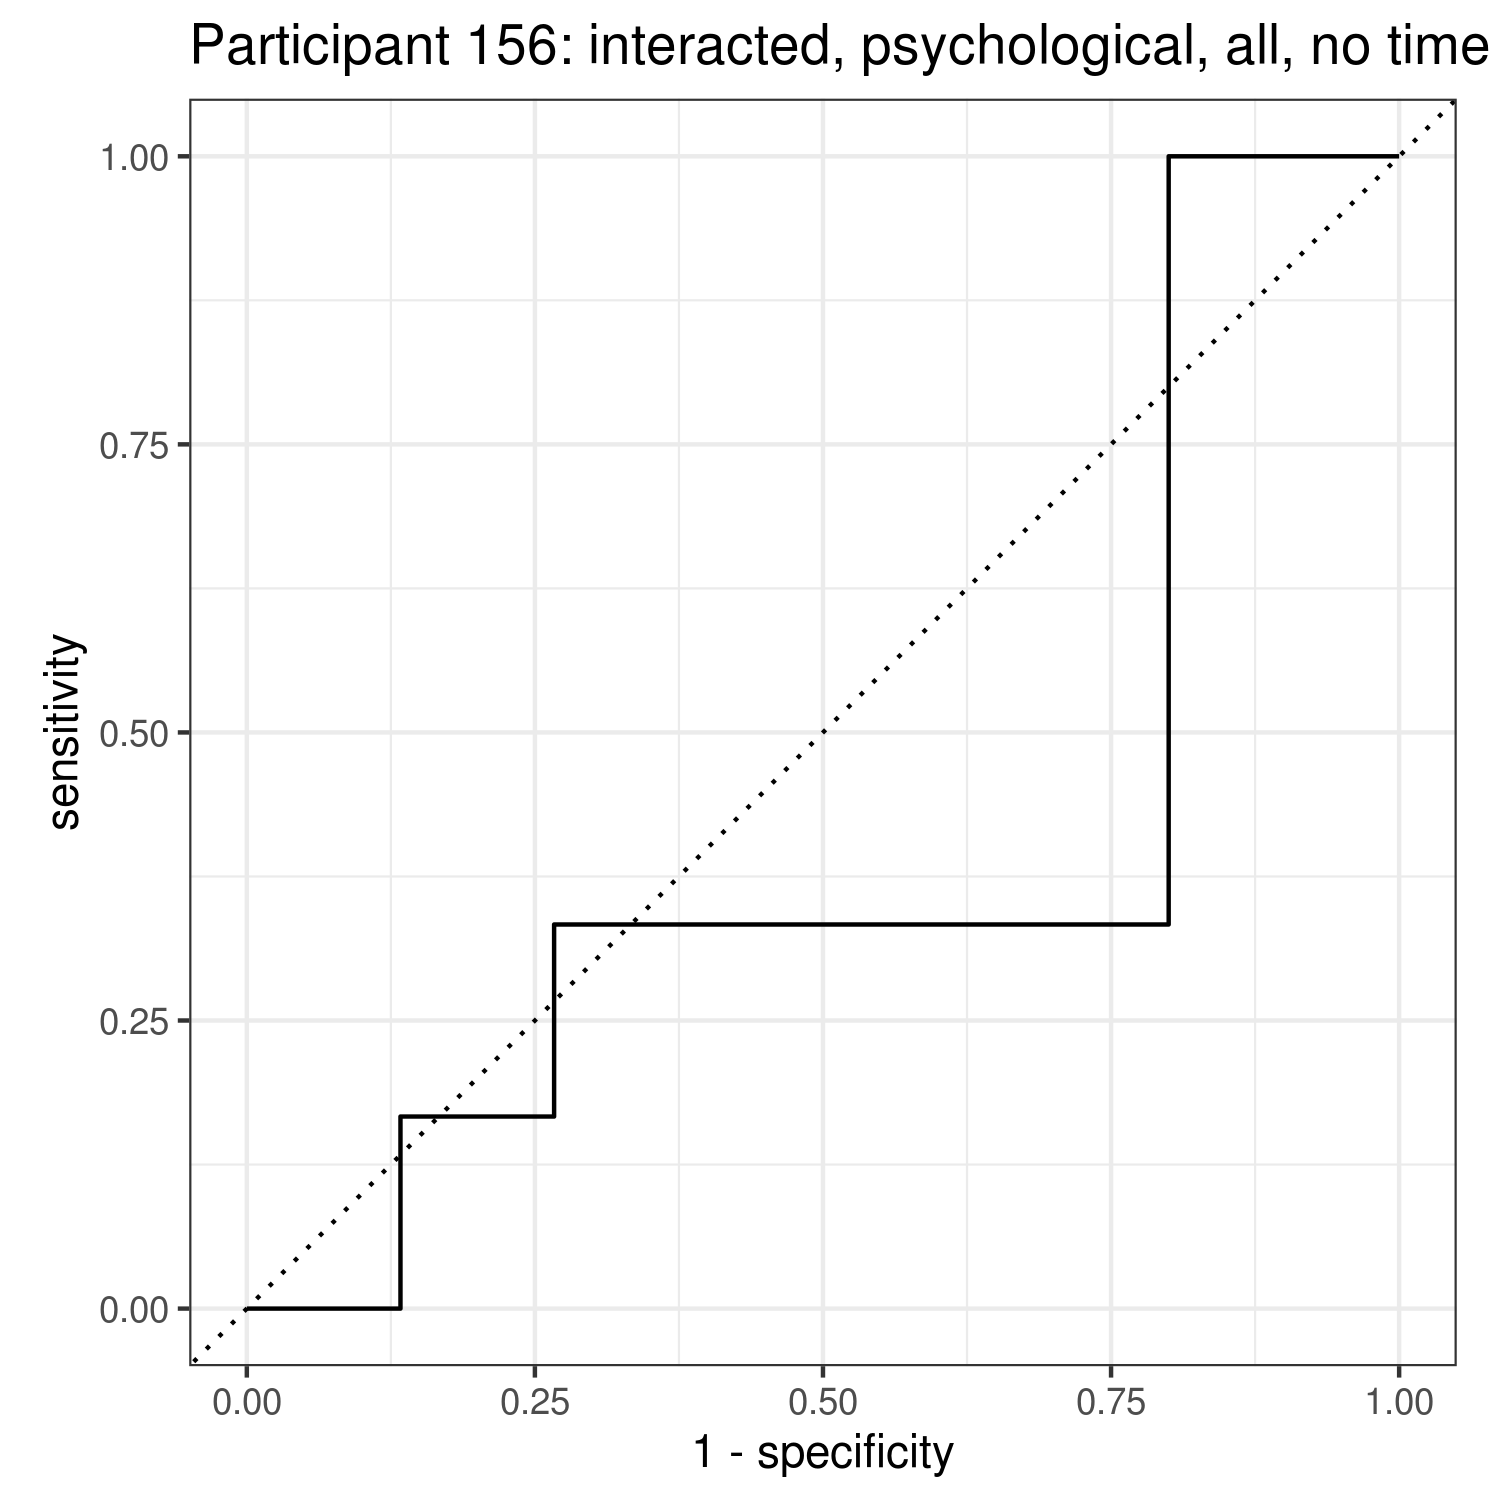 Participant 156: interacted, psychological, all, no time
1.00
0.75
0.50
0.25
0.00
sensitivity
0.00 0.25 0.50 0.75 1.00
1 - specificity